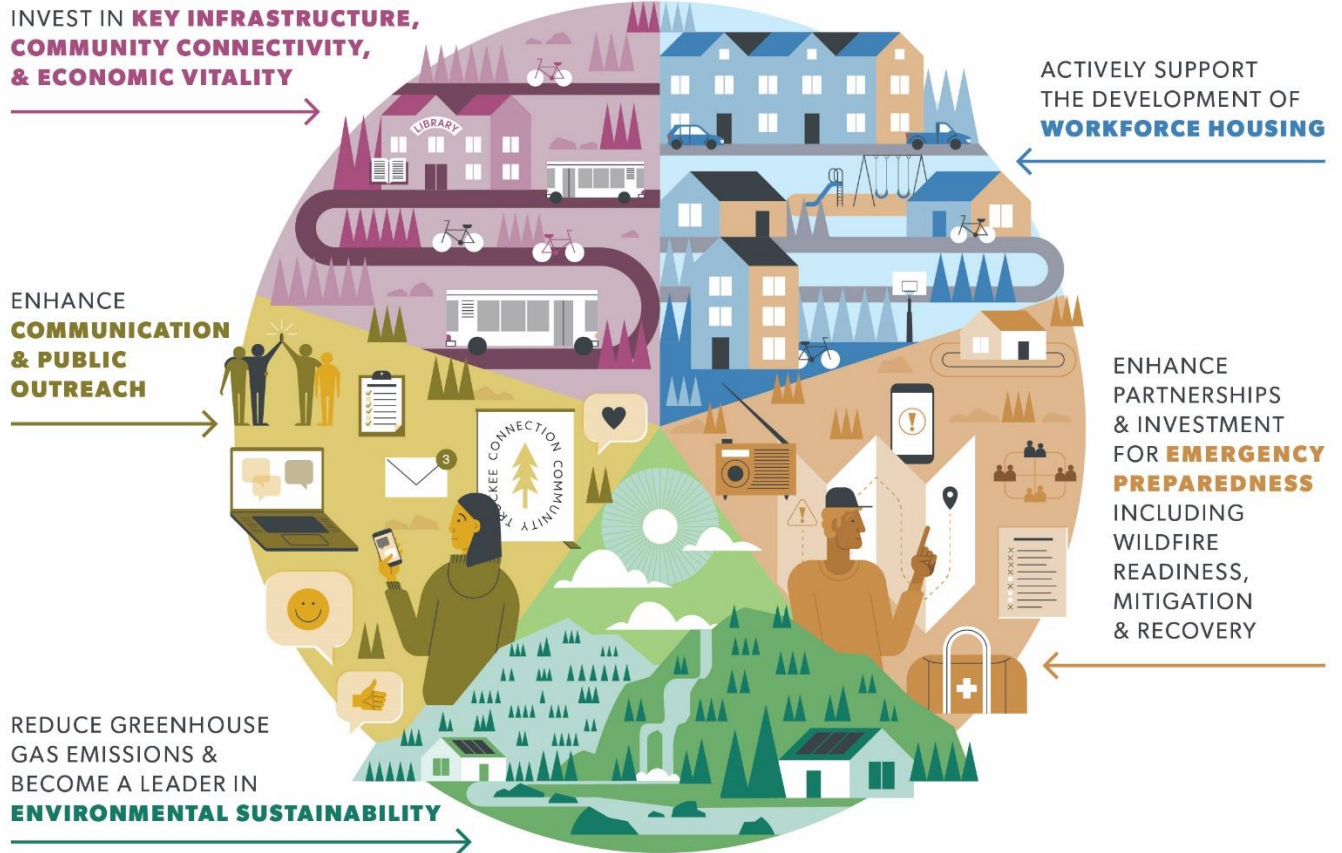 INVEST IN KEY INFRASTRUCTURE,
COMMUNITY CONNECTIVITY,
& ECONOMIC VITALITY
LIBRARY
ACTIVELY SUPPORT
THE DEVELOPMENT OF
WORKFORCE HOUSING
ENHANCE
COMMUNICATION
& PUBLIC
OUTREACH
3
TRUCKEE CONNECTION COMMUNITY
ENHANCE
PARTNERSHIPS
& INVESTMENT
FOR EMERGENCY
PREPAREDNESS
INCLUDING
WILDFIRE
READINESS,
MITIGATION
& RECOVERY
REDUCE GREENHOUSE
GAS EMISSIONS &
BECOME A LEADER IN
ENVIRONMENTAL SUSTAINABILITY